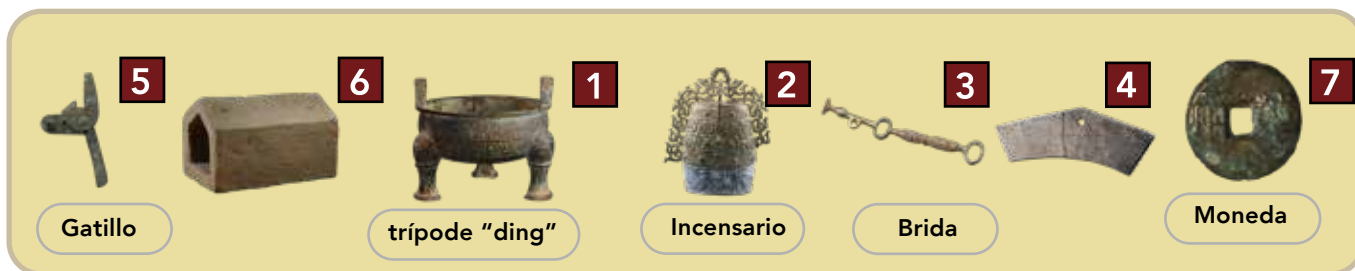 5
6
1
2
3
4
7
Gatillo
trípode “ding”
Incensario
Brida
Moneda